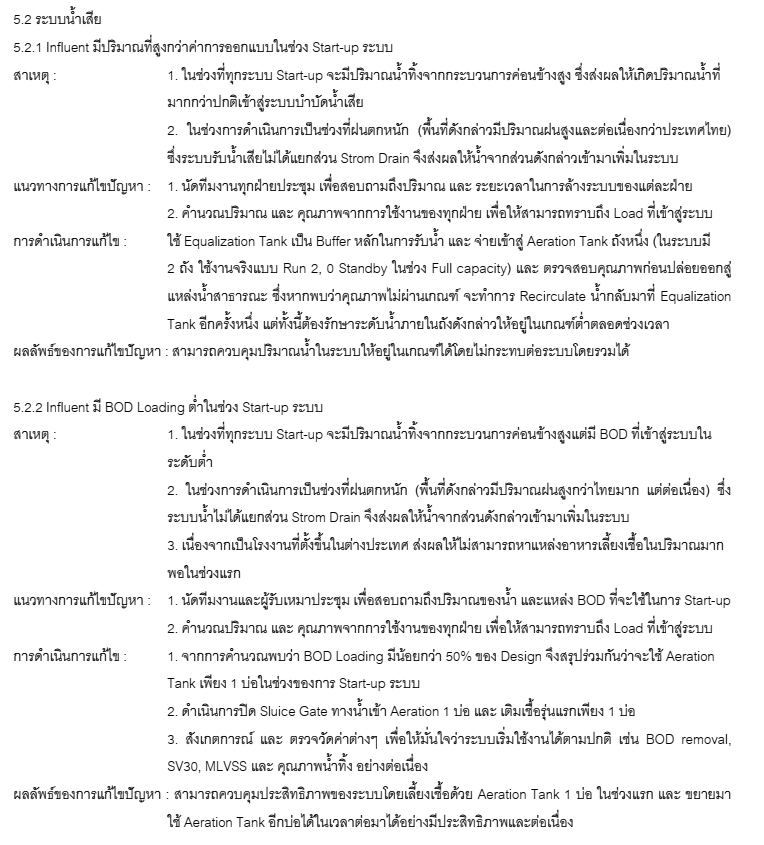 5.2 ระบบน้ำเสีย
5.2.1 Influent มีปริมาณที่สูงกว่าค่าการออกแบบในช่วง Start-up ระบบ
สาเหตุ : 1. ในช่วงที่ทุกระบบ Start-up จะมีปริมาณน้ำทิ้งจากกระบวนการค่อนข้างสูง ซึ่งส่งผลให้เกิดปริมาณน้ำที่
มากกว่าปกติเข้าสู่ระบบบำบัดน้ำเสีย
2. ในช่วงการดำเนินการเป็นช่วงที่ฝนตกหนัก (พื้นที่ดังกล่าวมีปริมาณฝนสูงและต่อเนื่องกว่าประเทศไทย)
ซึ่งระบบรับน้ำเสียไม่ได้แยกส่วน Strom Drain จึงส่งผลให้น้ำจากส่วนดังกล่าวเข้ามาเพิ่มในระบบ
แนวทางการแก้ไขปัญหา : 1. นัดทีมงานทุกฝ่ายประชุม เพื่อสอบถามถึงปริมาณ และ ระยะเวลาในการล้างระบบของแต่ละฝ่าย
2. คำนวณปริมาณ และ คุณภาพจากการใช้งานของทุกฝ่าย เพื่อให้สามารถทราบถึง Load ที่เข้าสู่ระบบ
การดำเนินการแก้ไข : ใช้ Equalization Tank เป็น Buffer หลักในการรับน้ำ และ จ่ายเข้าสู่ Aeration Tank ถังหนึ่ง (ในระบบมี
2 ถัง ใช้งานจริงแบบ Run 2, 0 Standby ในช่วง Full capacity) และ ตรวจสอบคุณภาพก่อนปล่อยออกสู่
แหล่งน้ำสาธารณะ ซึ่งหากพบว่าคุณภาพไม่ผ่านเกณฑ์ จะทำการ Recirculate น้ำกลับมาที่ Equalization
Tank อีกครั้งหนึ่ง แต่ทั้งนี้ต้องรักษาระดับน้ำภายในถังดังกล่าวให้อยู่ในเกณฑ์ต่ำตลอดช่วงเวลา
ผลลัพธ์ของการแก้ไขปัญหา : สามารถควบคุมปริมาณน้ำในระบบให้อยู่ในเกณฑ์ได้โดยไม่กระทบต่อระบบโดยรวมได้
5.2.2 Influent มี BOD Loading ต่ำในช่วง Start-up ระบบ
สาเหตุ : 1. ในช่วงที่ทุกระบบ Start-up จะมีปริมาณน้ำทิ้งจากกระบวนการค่อนข้างสูงแต่มี BOD ที่เข้าสู่ระบบใน
ระดับต่ำ
2. ในช่วงการดำเนินการเป็นช่วงที่ฝนตกหนัก (พื้นที่ดังกล่าวมีปริมาณฝนสูงกว่าไทยมาก แต่ต่อเนื่อง) ซึ่ง
ระบบน้ำไม่ได้แยกส่วน Strom Drain จึงส่งผลให้น้ำจากส่วนดังกล่าวเข้ามาเพิ่มในระบบ
3. เนื่องจากเป็นโรงงานที่ตั้งขึ้นในต่างประเทศ ส่งผลให้ไม่สามารถหาแหล่งอาหารเลี้ยงเชื้อในปริมาณมาก
พอในช่วงแรก
แนวทางการแก้ไขปัญหา : 1. นัดทีมงานและผู้รับเหมาประชุม เพื่อสอบถามถึงปริมาณของน้ำ และแหล่ง BOD ที่จะใช้ในการ Start-up
2. คำนวณปริมาณ และ คุณภาพจากการใช้งานของทุกฝ่าย เพื่อให้สามารถทราบถึง Load ที่เข้าสู่ระบบ
การดำเนินการแก้ไข : 1. จากการคำนวณพบว่า BOD Loading มีน้อยกว่า 50% ของ Design จึงสรุปร่วมกันว่าจะใช้ Aeration
Tank เพียง 1 บ่อในช่วงของการ Start-up ระบบ
2. ดำเนินการปิด Sluice Gate ทางน้ำเข้า Aeration 1 บ่อ และ เติมเชื้อรุ่นแรกเพียง 1 บ่อ
3. สังเกตการณ์ และ ตรวจวัดค่าต่างๆ เพื่อให้มั่นใจว่าระบบเริ่มใช้งานได้ตามปกติ เช่น BOD removal,
SV30, MLVSS และ คุณภาพน้ำทิ้ง อย่างต่อเนื่อง
ผลลัพธ์ของการแก้ไขปัญหา : สามารถควบคุมประสิทธิภาพของระบบโดยเลี้ยงเชื้อด้วย Aeration Tank 1 บ่อ ในช่วงแรก และ ขยายมา
ใช้ Aeration Tank อีกบ่อได้ในเวลาต่อมาได้อย่างมีประสิทธิภาพและต่อเนื่อง